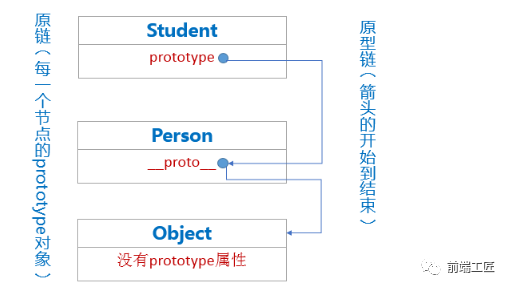 原链（每一个节点的prototype对象）
Student
prototype
Person
__proto__
Object
没有prototype属性
原型链（箭头的开始到结束）
前端工匠